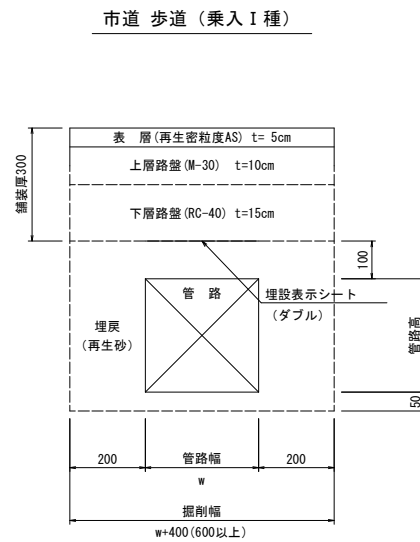 市道 歩道（乗入Ⅰ種）
表 層(再生密粒度AS) t= 5cm
上層路盤(M-30) t=10cm
下層路盤(RC-40) t=15cm
舗装厚300
100
管 路
埋設表示シート
(ダブル)
埋戻
(再生砂)
管路高
50
200
管路幅
200
w
掘削幅
w+400(600以上)